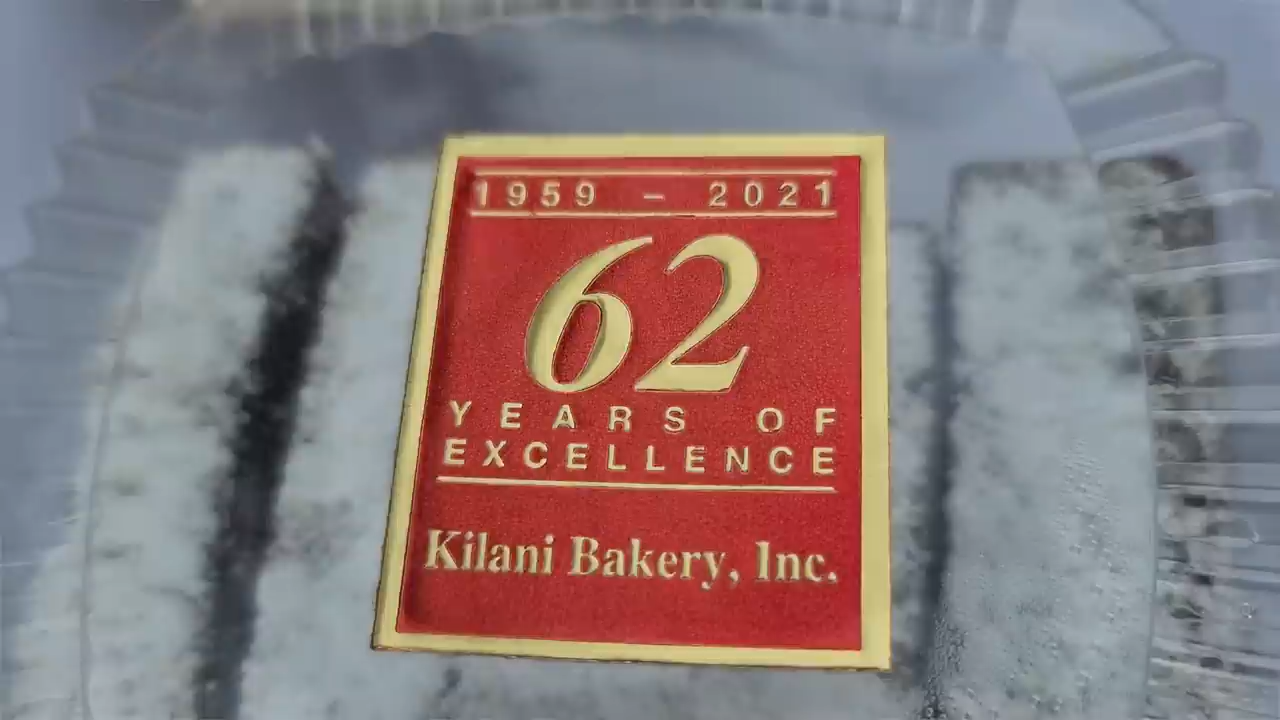 1959 – 2021
62
YEARS OF
EXCELLENCE
Kilani Bakery, Inc.